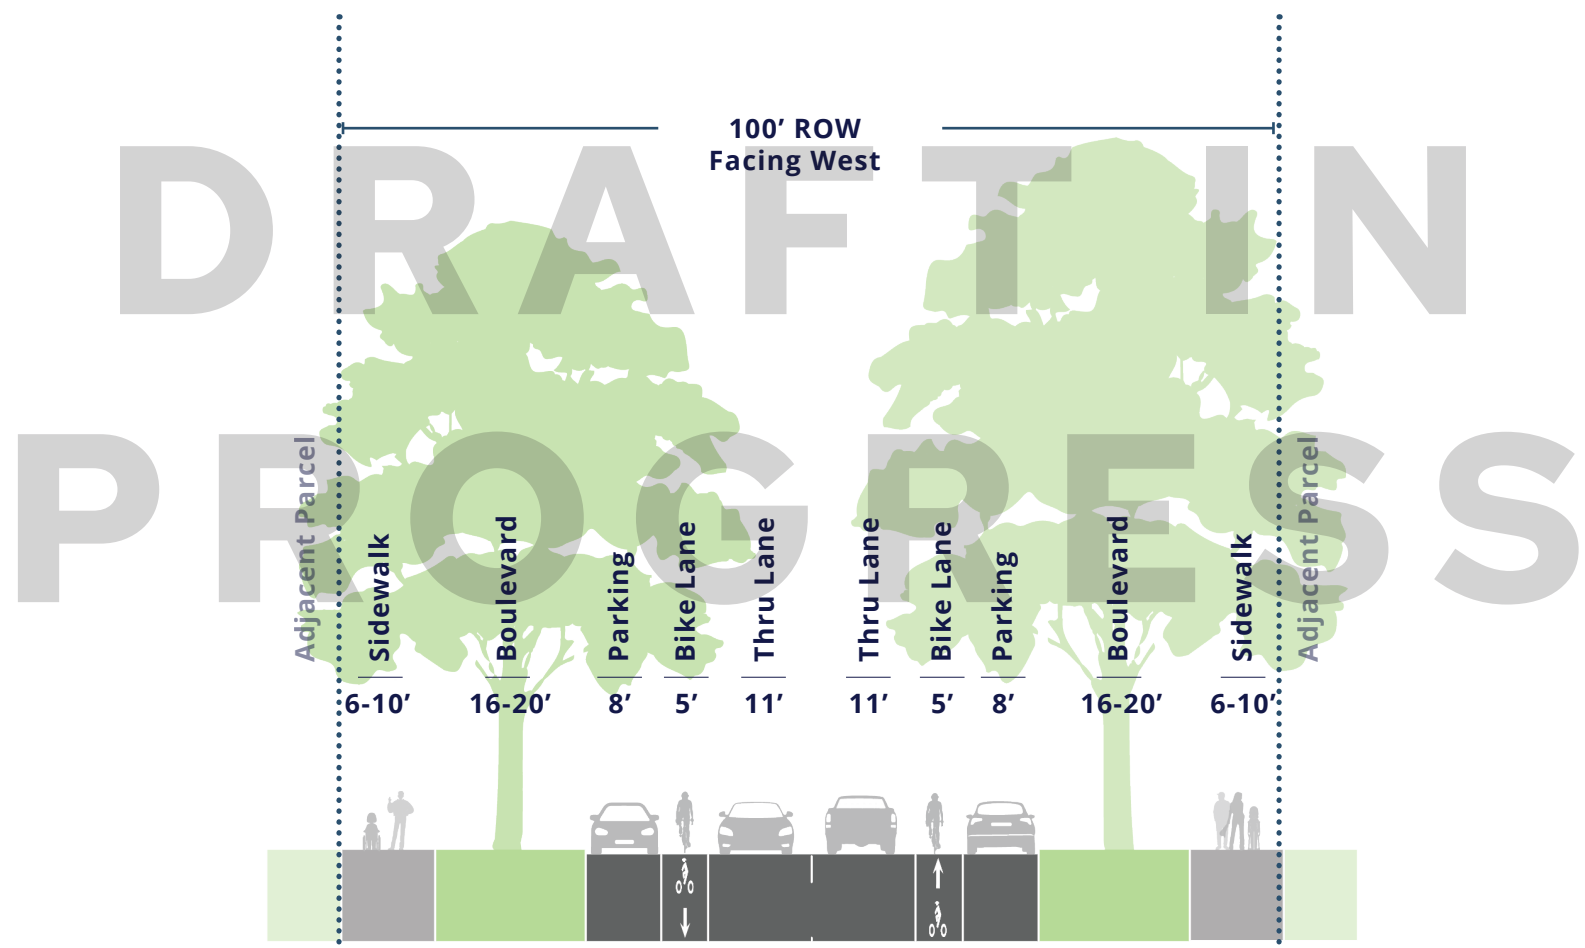 100’ ROW
Facing West
DRAFT IN
PROGRESS
Adjacent Parcel
Sidewalk
Boulevard
Parking
Bike Lane
Thru Lane
Thru Lane
Bike Lane
Parking
Boulevard
Sidewalk
Adjacent Parcel
6-10’
16-20’
8’
5’
11’
11’
5’
8’
16-20’
6-10’